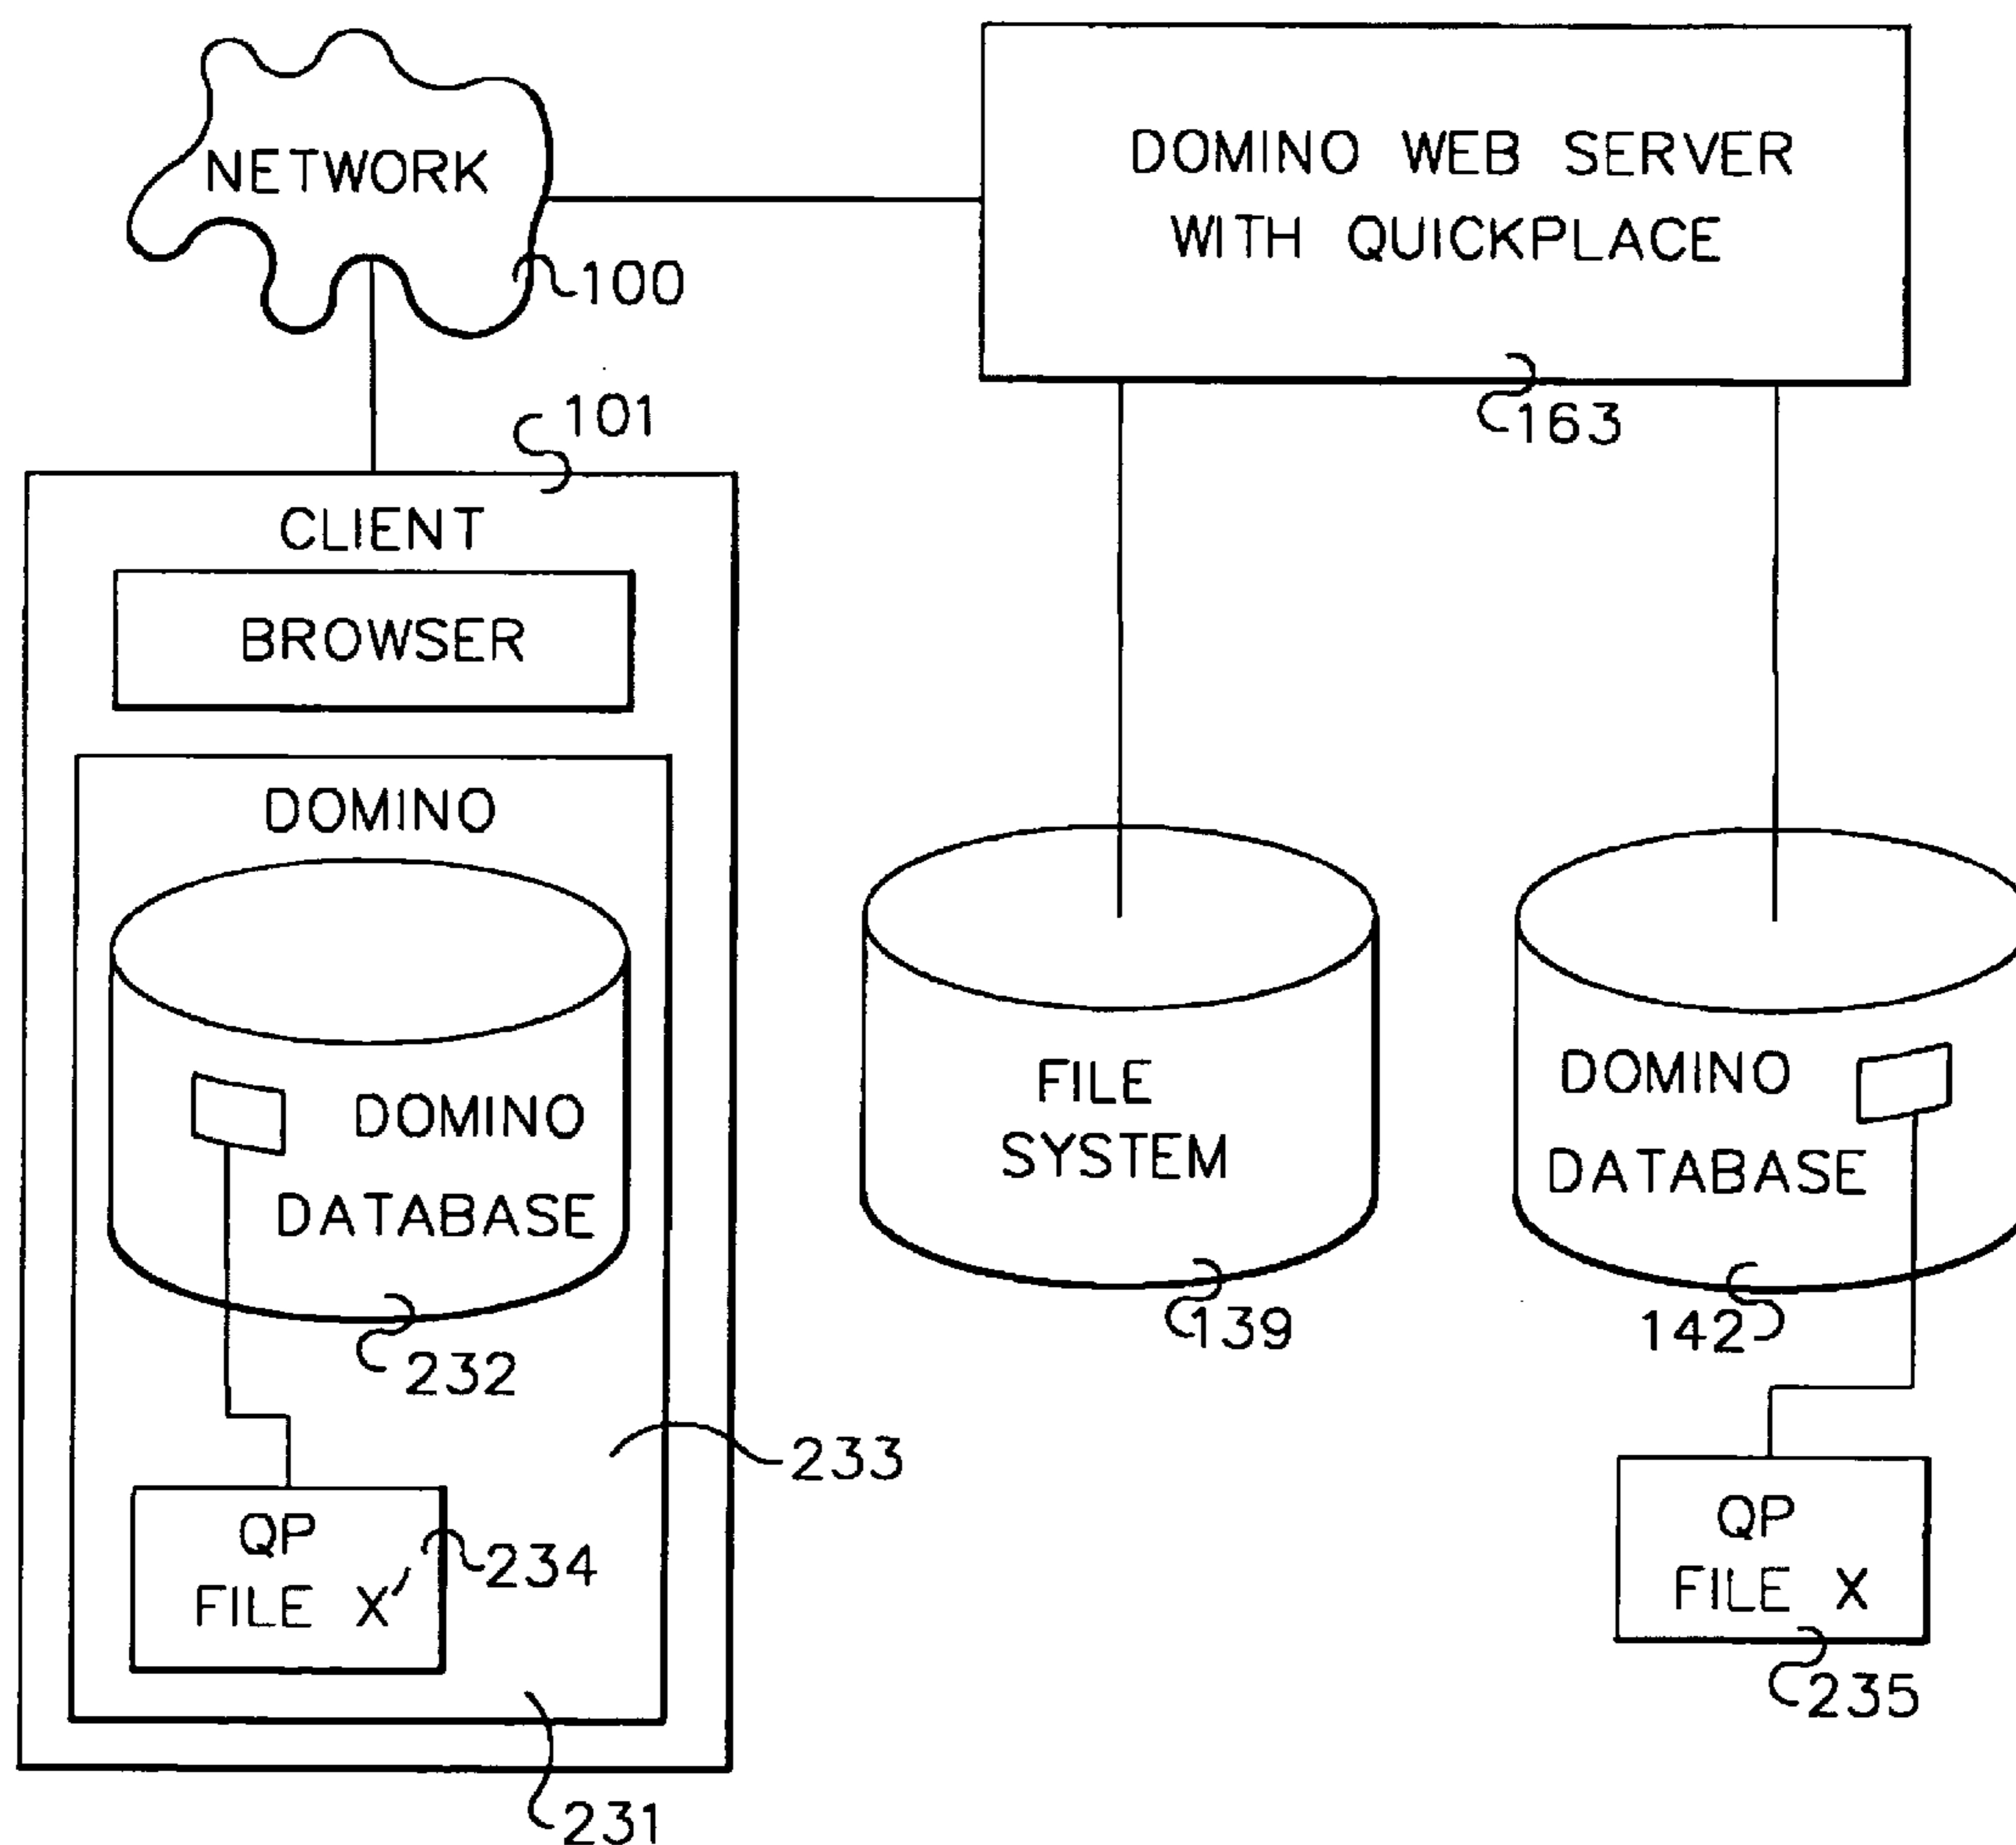 NETWORK
100
DOMINO WEB SERVER
WITH QUICKPLACE
163
101
CLIENT
BROWSER
DOMINO
DOMINO
DATABASE
232
233
QP
FILE X'
234
231
FILE
SYSTEM
139
DOMINO
DATABASE
142
QP
FILE X
235